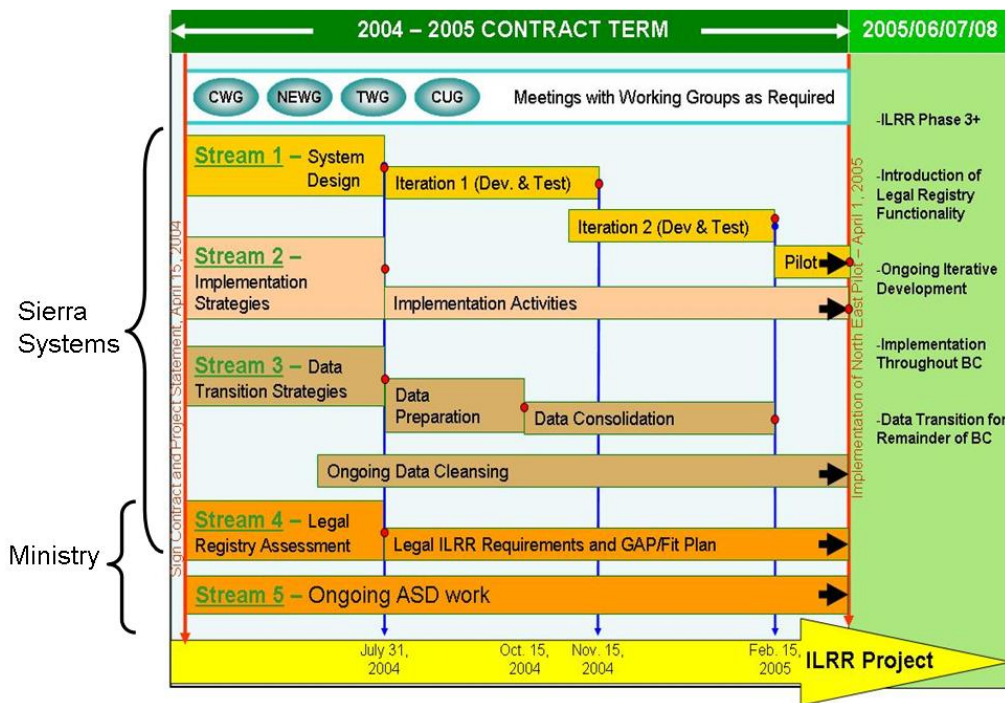 2004 – 2005 CONTRACT TERM
2005/06/07/08
CWG
NEWG
TWG
CUG
Meetings with Working Groups as Required
Stream 1 – System
Design
Iteration 1 (Dev. & Test)
Iteration 2 (Dev & Test)
Pilot
Stream 2 –
Implementation
Strategies
Implementation Activities
Stream 3 – Data
Transition Strategies
Data
Preparation
Data Consolidation
Ongoing Data Cleansing
Stream 4 – Legal
Registry Assessment
Legal ILRR Requirements and GAP/Fit Plan
Stream 5 – Ongoing ASD work
Sierra
Systems
Ministry
Sign Contract and Project Statement, April 15, 2004
Implementation of North East Pilot – April 1, 2005
-ILRR Phase 3+
-Introduction of
Legal Registry
Functionality
-Ongoing Iterative
Development
-Implementation
Throughout BC
-Data Transition for
Remainder of BC
July 31,
2004
Oct. 15,
2004
Nov. 15,
2004
Feb. 15,
2005
ILRR Project